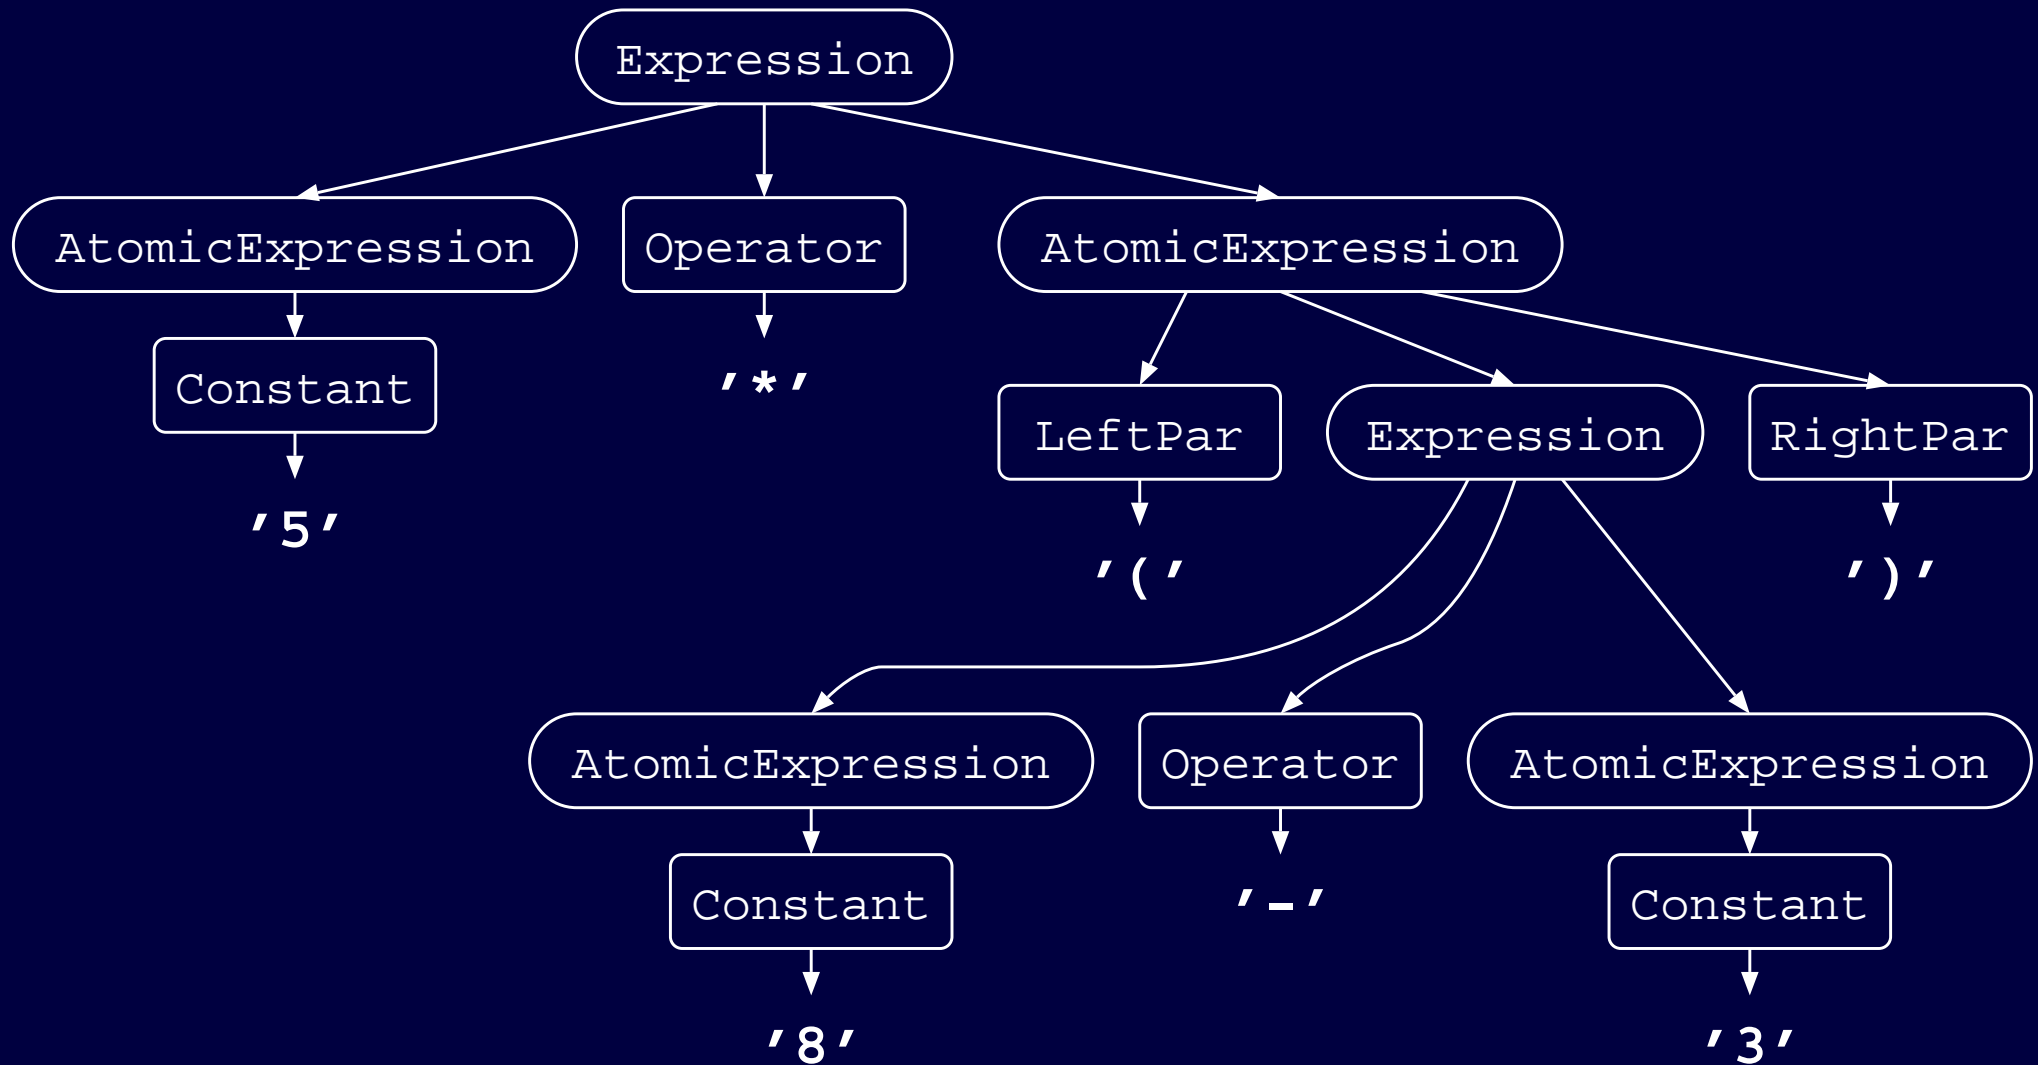 Expression
AtomicExpression Operator AtomicExpression
Constant '*' LeftPar Expression RightPar
'5' '(' ')'
AtomicExpression Operator AtomicExpression
Constant '-' Constant
'8' '3'